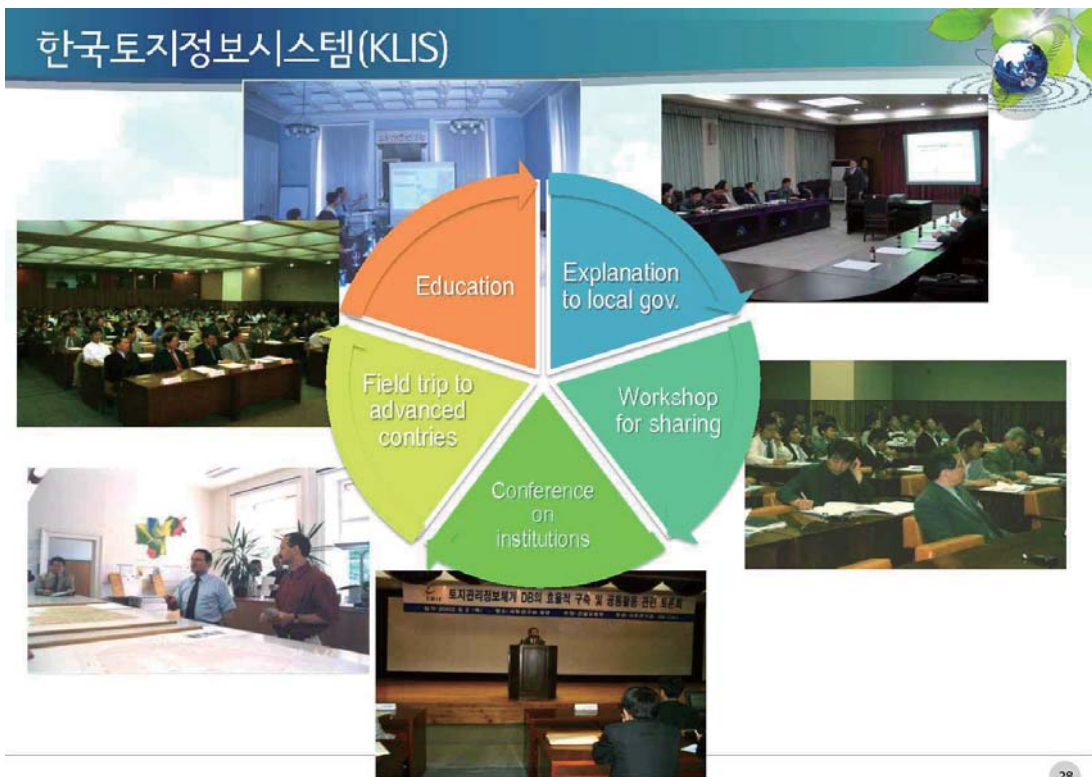 한국토지정보시스템(KLIS)
Education
Explanation
to local gov.
Field trip to
advanced
contries
Workshop
for sharing
Conference
on
institutions
토지관리정보체계 DB의 효율적 구축 및 공동활용 관련 토론회
28